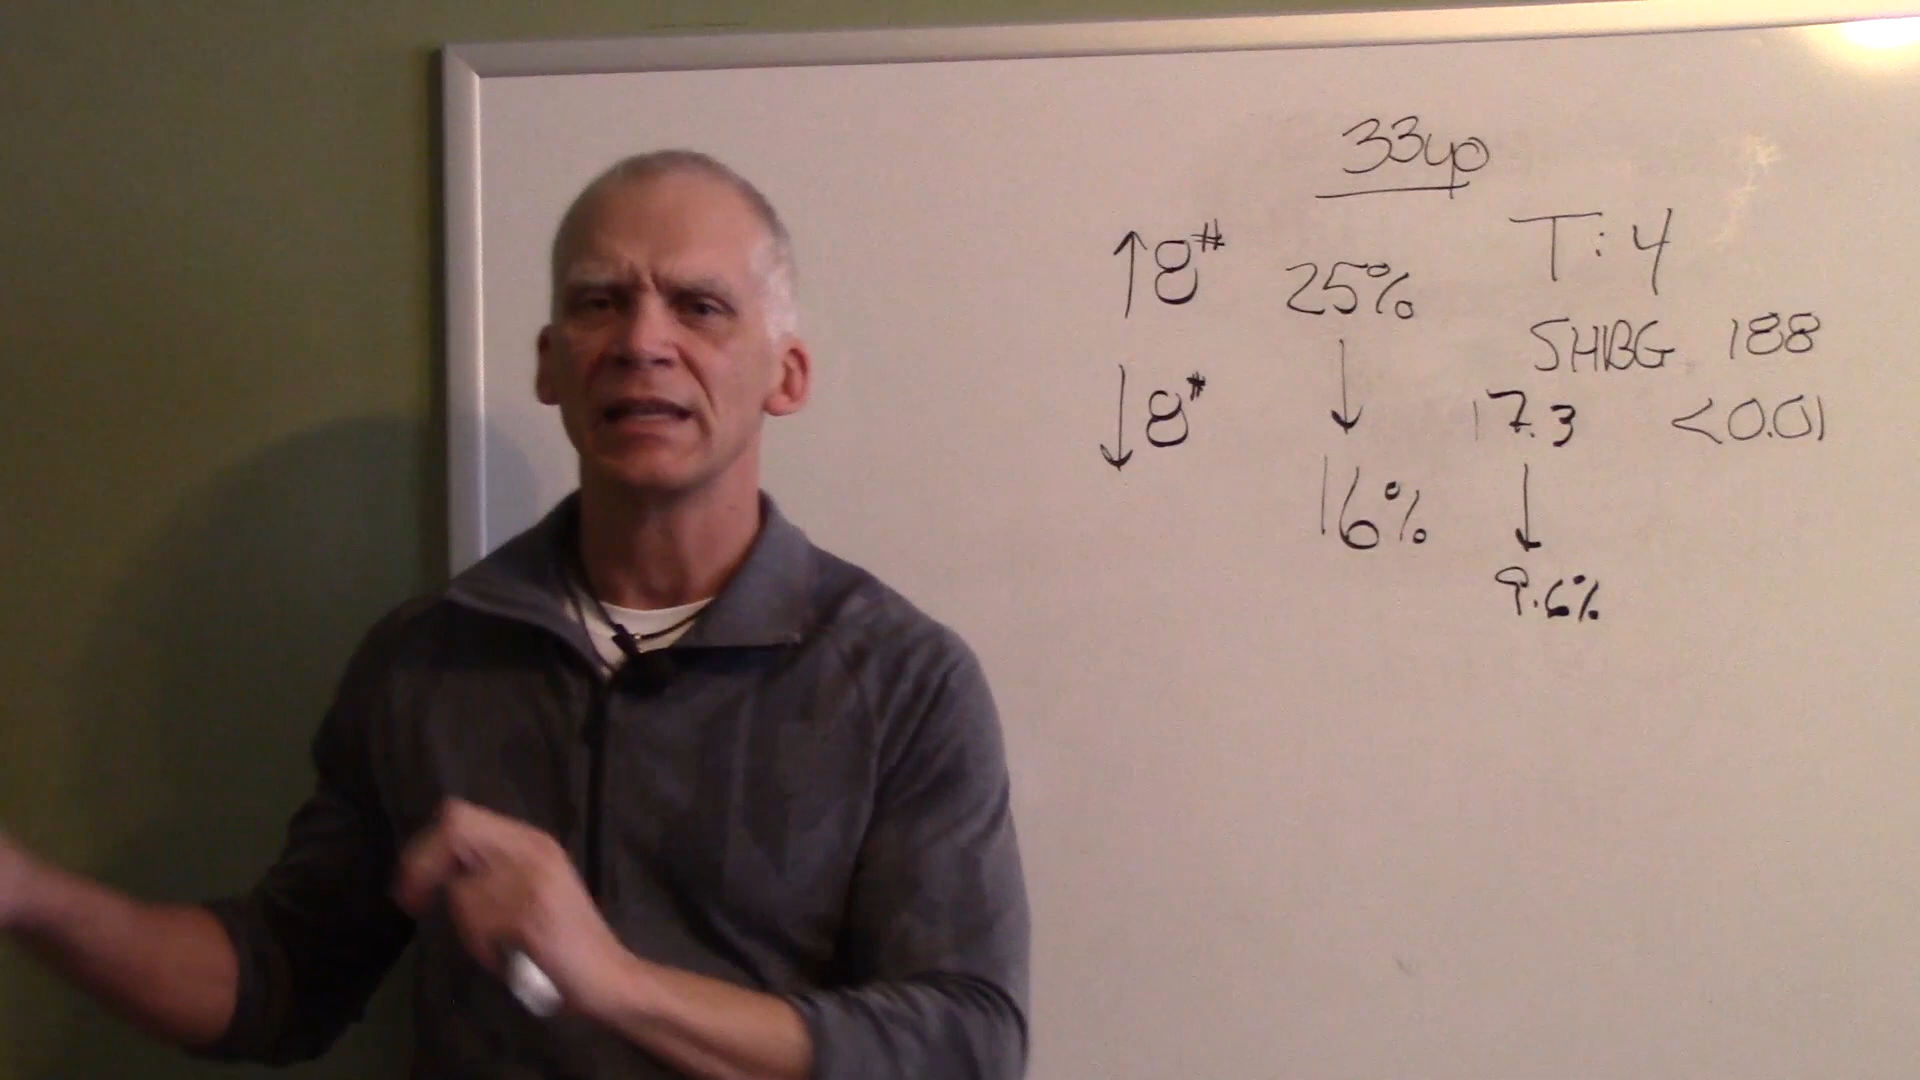 33yo
↑8# 25% T: 4
SHBG 188
↓8# ↓ 17.3 <0.01
16% ↓
9.6%